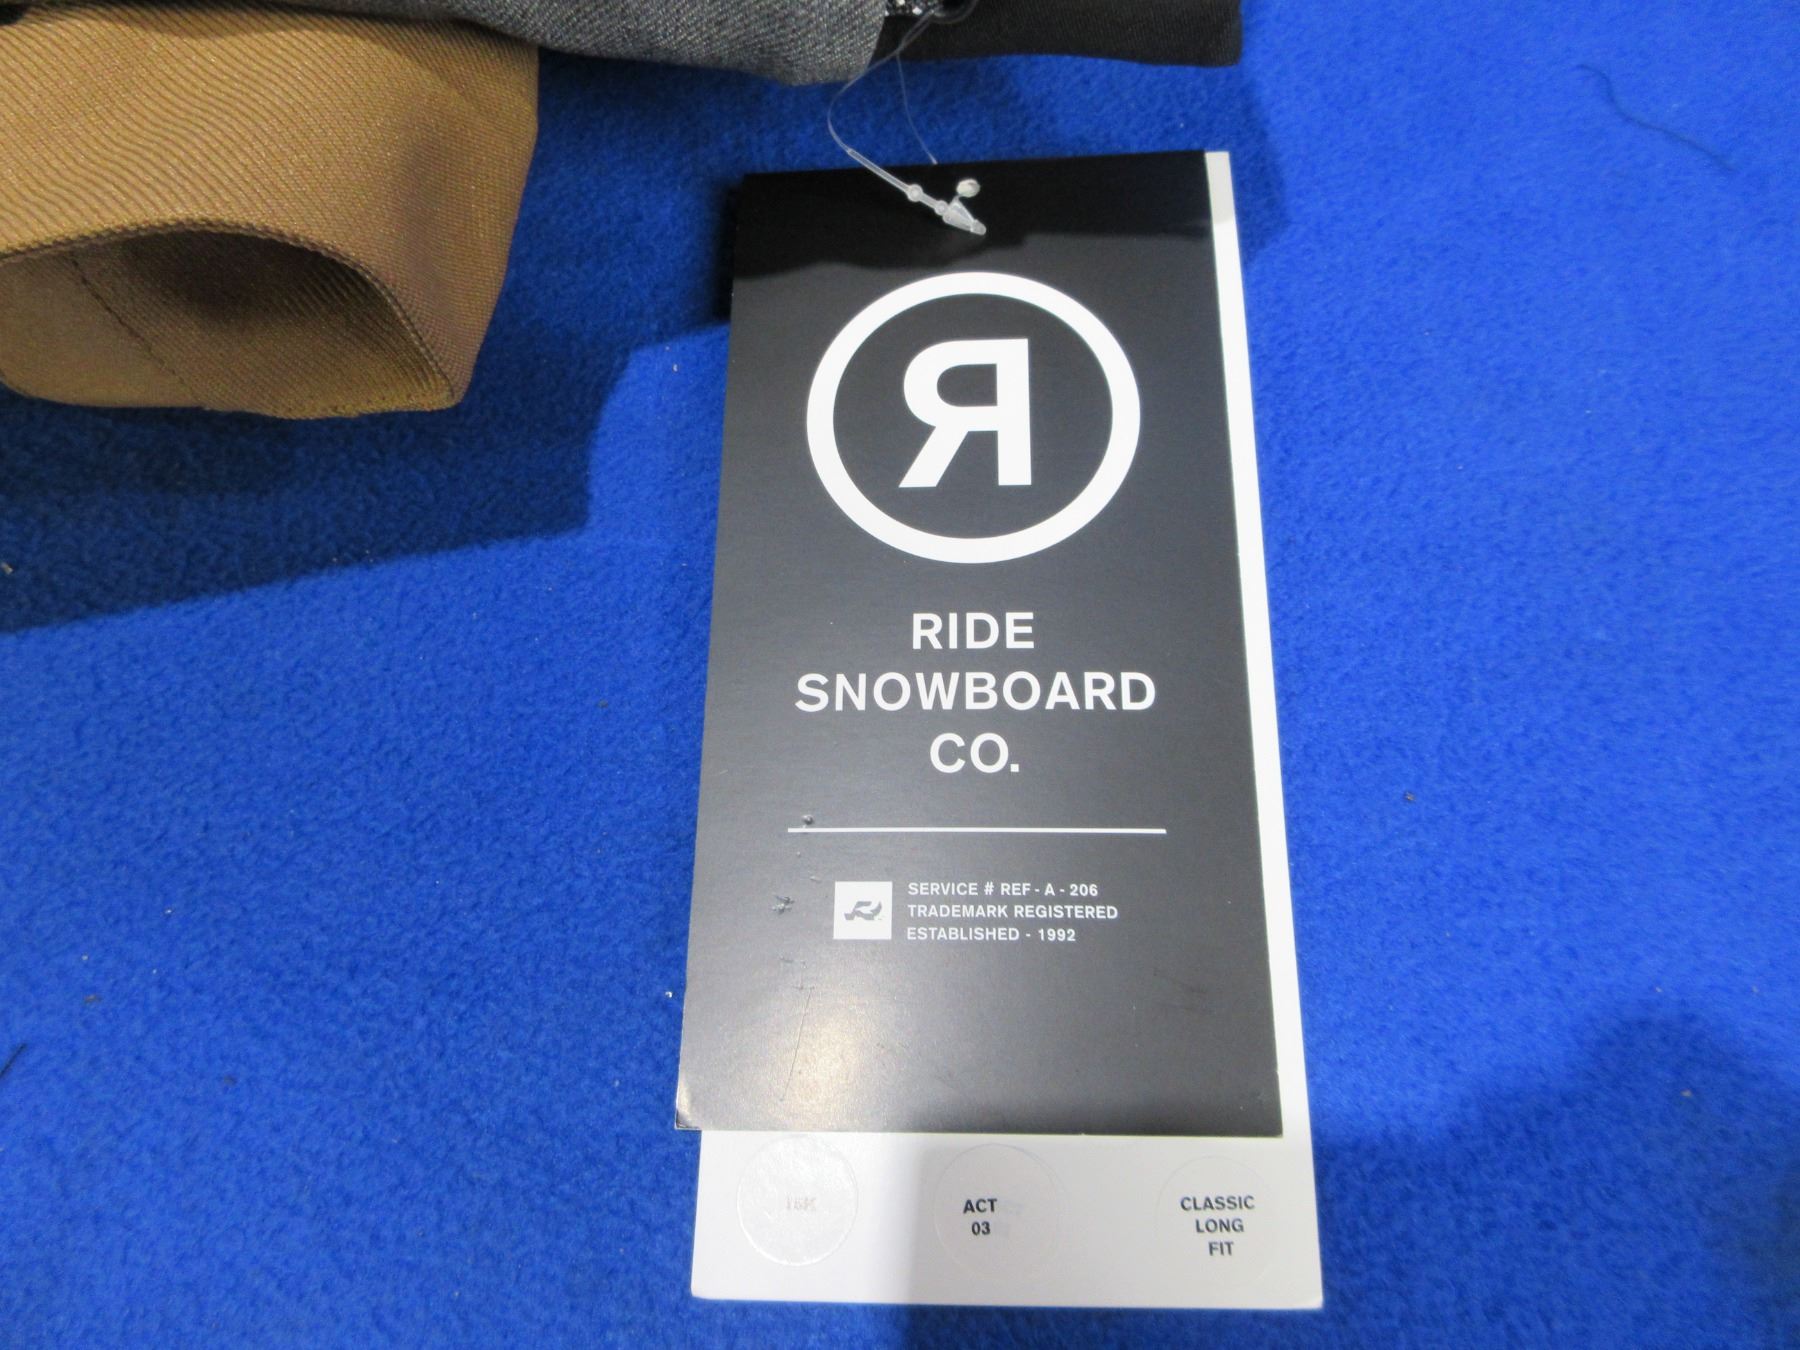 R
RIDE
SNOWBOARD
CO.
SERVICE # REF - A - 206
TRADEMARK REGISTERED
ESTABLISHED - 1992
ACT
03
CLASSIC
LONG
FIT